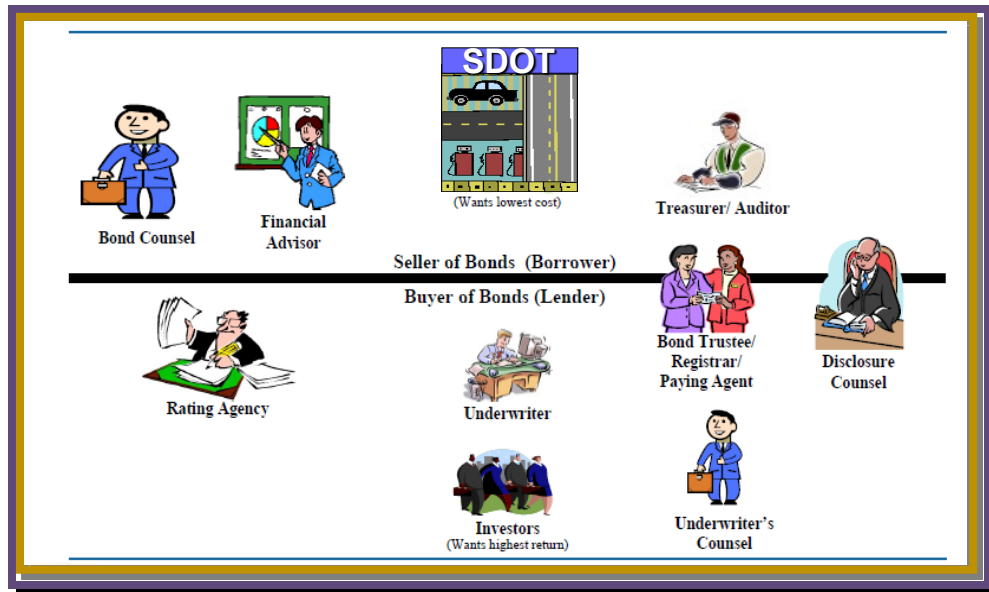 SDOT
(Wants lowest cost)
Bond Counsel
Financial
Advisor
Treasurer/ Auditor
Seller of Bonds (Borrower)
Buyer of Bonds (Lender)
Rating Agency
Underwriter
Bond Trustee/
Registrar/
Paying Agent
Disclosure
Counsel
Investors
(Wants highest return)
Underwriter's
Counsel